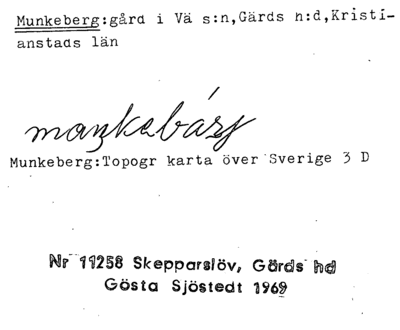 Munkeberg:gård i Vä s:n,Gärds h:d,Kristi-
anstads län
Munkeberg:Topogr karta över Sverige 3 D
Nr 11258 Skepparslöv, Gärds hd
Gösta Sjöstedt 1969